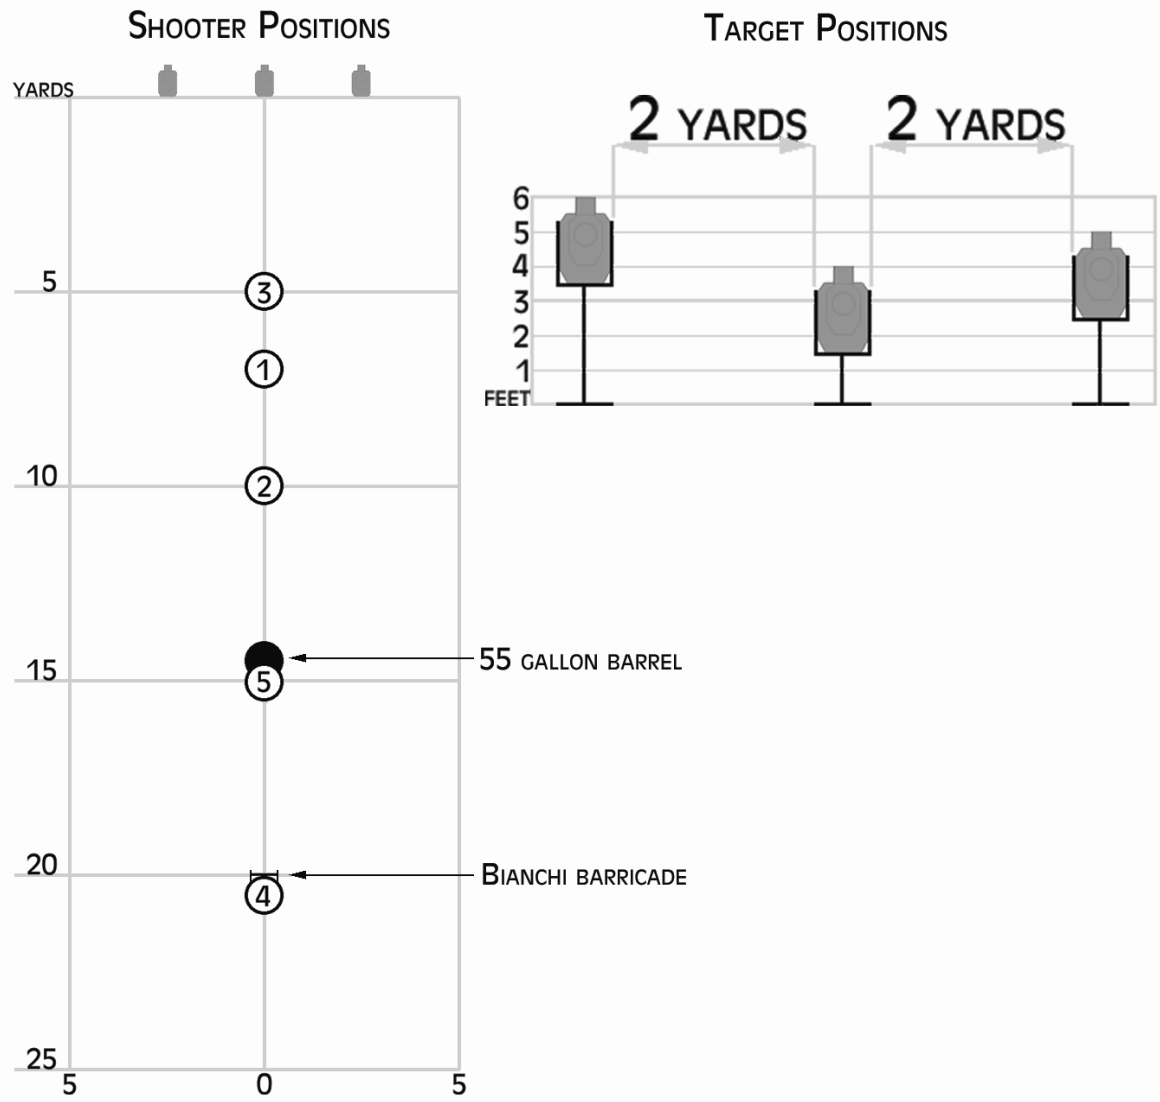 Shooter Positions
YARDS
5
3
1
10
2
55 GALLON BARREL
15
5
20
Bianchi barricade
4
25
5 0 5
Target Positions
2 YARDS 2 YARDS
6
5
4
3
2
1
FEET